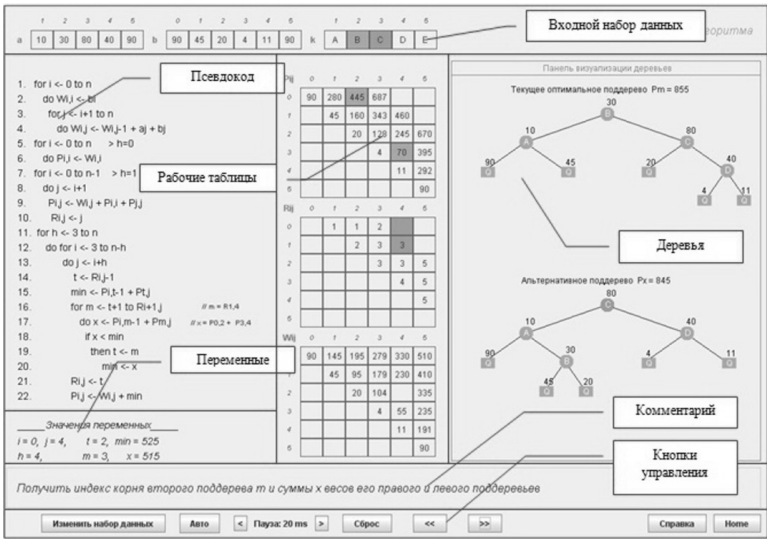 1 2 3 4 5 0 1 2 3 4 5 1 2 3 4 5
a 10 30 80 40 90 b 90 45 20 4 11 90 k A B C D E
Входной набор данных
оритма
Псевдокод
1. for i <- 0 to n
2. do Wi,i <- bi
3. for j <- i+1 to n
4. do Wi,j <- Wi,j-1 + aj + bj
5. for i <- 0 to n > h=0
6. do Pi,i <- Wi,i
7. for i <- 0 to n-1 > h=1
8. do j <- i+1
9. Pi,j <- Wi,j + Pi,i + Pj,j
10. Ri,j <- j
11. for h <- 3 to n
12. do for i <- 3 to n-h
13. do j <- i+h
14. t <- Ri,j-1
15. min <- Pi,t-1 + Pt,j
16. for m <- t+1 to Ri+1,j // m = R1,4
17. do x <- Pi,m-1 + Pm,j // x = P0,2 + P3,4
18. if x < min
19. then t <- m
20. min <- x
21. Ri,j <- t
22. Pi,j <- Wi,j + min
Рабочие таблицы
Переменные
Значения переменных
i = 0, j = 4, t = 2, min = 525
h = 4, m = 3, x = 515
Pij 0 1 2 3 4 5
0 90 280 445 687
1 45 160 343 460
2 20 128 245 670
3 4 70 395
4 11 292
5 90
Rij 0 1 2 3 4 5
0 1 1 2
1 2 3 3
2 3 3 5
3 4 5
4 5
5
Wij 0 1 2 3 4 5
90 145 195 279 330 510
1 45 95 179 230 410
2 20 104 335
3 4 55 235
4 11 191
5 90
Панель визуализации деревьев
Текущее оптимальное поддерево Pm = 855
30
B
10 80
A C
90 45 20 40
Q Q Q D
4 11
Q Q
Деревья
Альтернативное поддерево Px = 845
80
C
10 40
A D
90 30 4 11
Q B Q Q
45 20
Q Q
Комментарий
Кнопки
управления
Получить индекс корня второго поддерева m и суммы x весов его правого и левого поддеревьев
Изменить набор данных Авто < Пауза: 20 ms > Сброс << >> Справка Home